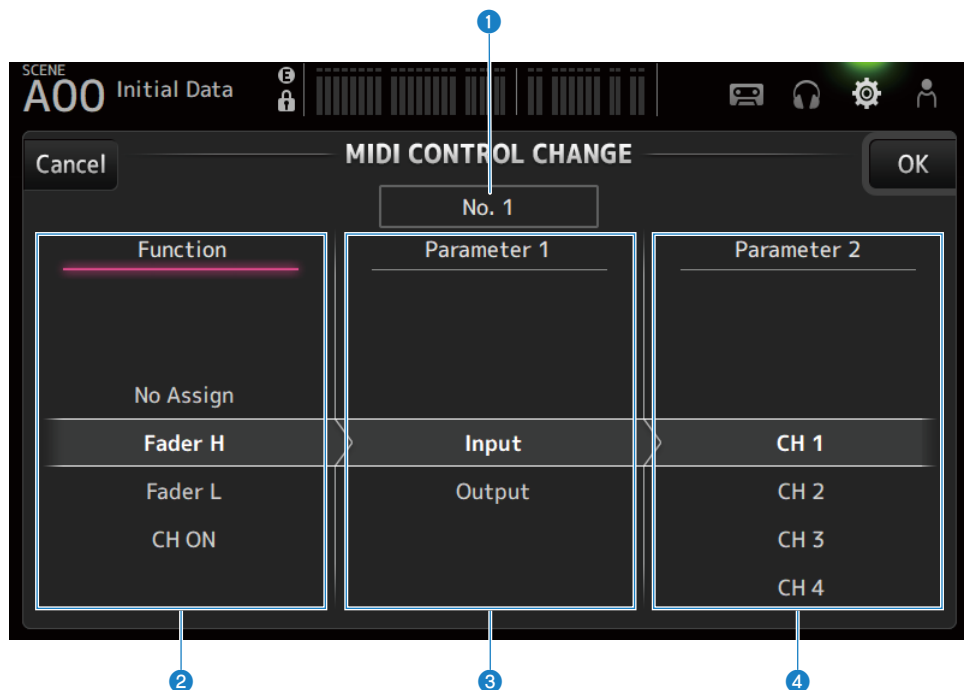 1
SCENE
A00 Initial Data
E
Cancel
MIDI CONTROL CHANGE
OK
No. 1
Function
Parameter 1
Parameter 2
No Assign
Fader H
Input
CH 1
Fader L
Output
CH 2
CH ON
CH 3
CH 4
2
3
4